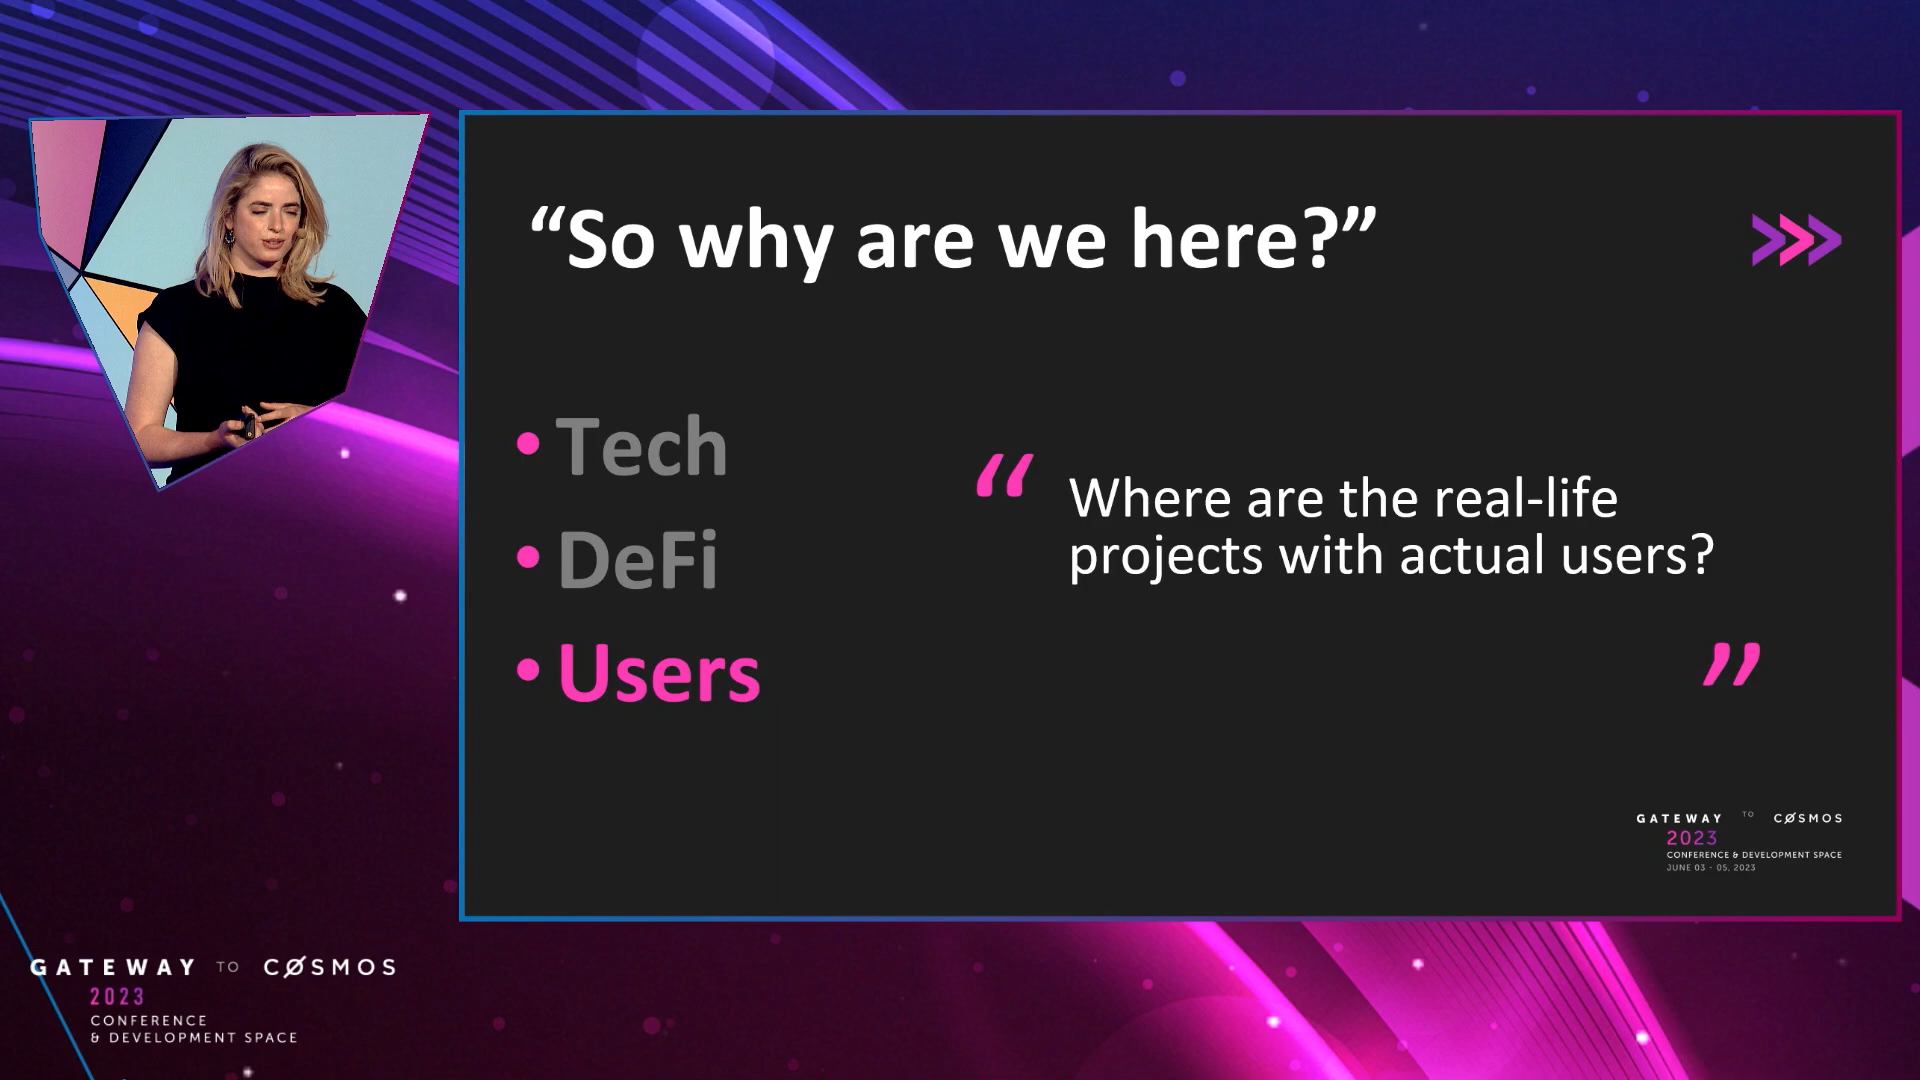 “So why are we here?”
• Tech
• DeFi
• Users
“ Where are the real-life
projects with actual users?
”
GATEWAY TO CØSMOS
2023
CONFERENCE & DEVELOPMENT SPACE
JUNE 03 - 05, 2023
GATEWAY TO CØSMOS
2023
CONFERENCE
& DEVELOPMENT SPACE